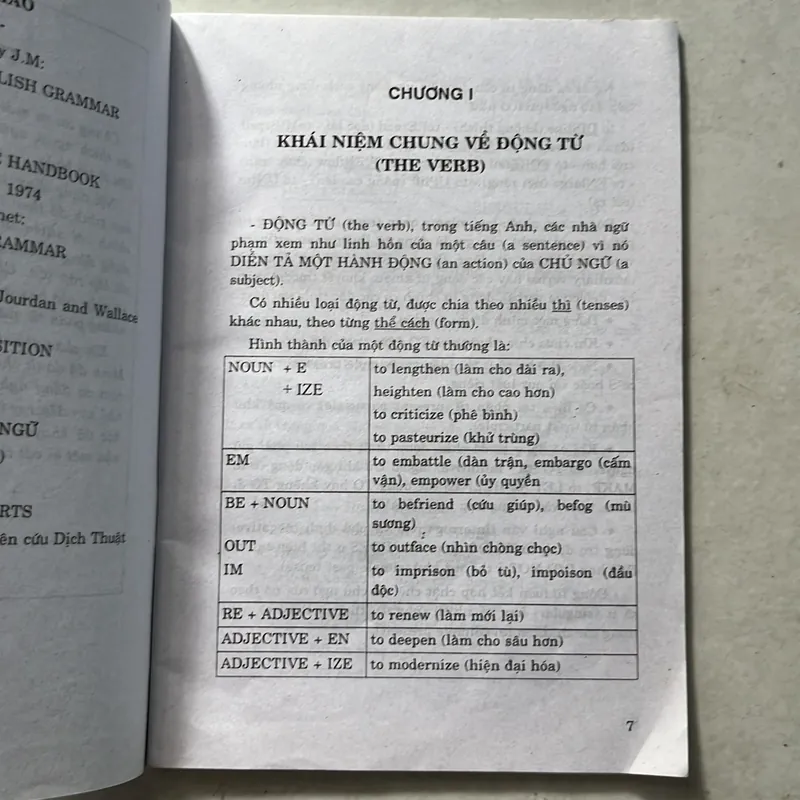 y J.M:
LISH GRAMMAR
HANDBOOK
1974
net:
AMMAR
Jourdan and Wallace
SITION
NGỮ
)
RTS
ên cứu Dịch Thuật
CHƯƠNG I
KHÁI NIỆM CHUNG VỀ ĐỘNG TỪ
(THE VERB)
- ĐỘNG TỪ (the verb), trong tiếng Anh, các nhà ngữ
phạm xem như linh hồn của một câu (a sentence) vì nó
DIỄN TẢ MỘT HÀNH ĐỘNG (an action) của CHỦ NGỮ (a
subject).
Có nhiều loại động từ, được chia theo nhiều thì (tenses)
khác nhau, theo từng thể cách (form).
Hình thành của một động từ thường là:
NOUN + E to lengthen (làm cho dài ra),
+ IZE heighten (làm cho cao hơn)
to criticize (phê bình)
to pasteurize (khử trùng)
EM to embattle (dàn trận, embargo (cấm
vận), empower (ủy quyền
BE + NOUN to befriend (cứu giúp), befog (mù
sương)
OUT to outface (nhìn chòng chọc)
IM to imprison (bỏ tù), impoison (đầu
độc)
RE + ADJECTIVE to renew (làm mới lại)
ADJECTIVE + EN to deepen (làm cho sâu hơn)
ADJECTIVE + IZE to modernize (hiện đại hóa)
7